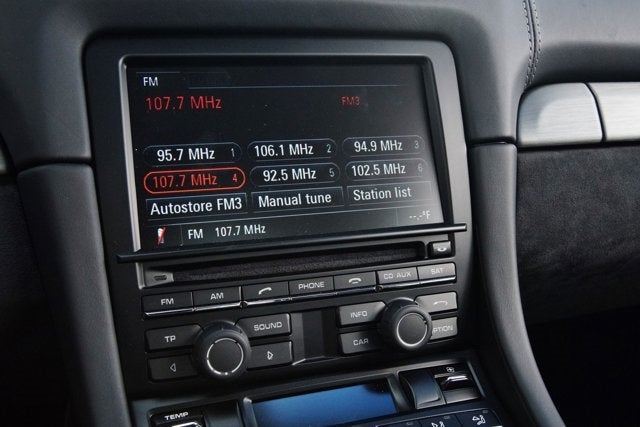 FM
107.7 MHz FM3
95.7 MHz 1 106.1 MHz 2 94.9 MHz 3
107.7 MHz 4 92.5 MHz 5 102.5 MHz 6
Autostore FM3 Manual tune Station list
--.-°F
FM 107.7 MHz
FM AM PHONE CD AUX SAT
TP SOUND INFO
CAR OPTION
TEMP